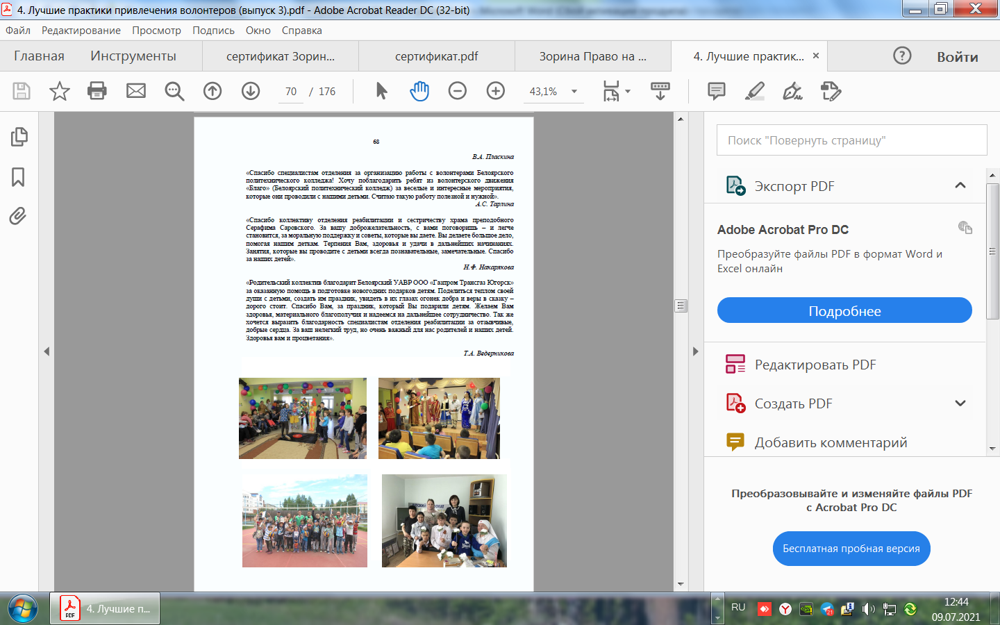 4. Лучшие практики привлечения волонтеров (выпуск 3).pdf - Adobe Acrobat Reader DC (32-bit)
Файл Редактирование Просмотр Подпись Окно Справка
Главная Инструменты сертификат Зорин... сертификат.pdf Зорина Право на ... 4. Лучшие практик... × Войти
70 / 176 43,1%
68
В.А. Пласкина
«Спасибо специалистам отделения за организацию работы с волонтерами Белоярского
политехнического колледжа! Хочу поблагодарить ребят из волонтерского движения
«Благо» (Белоярский политехнический колледж) за веселые и интересные мероприятия,
которые они проводили с нашими детьми. Считаю такую работу полезной и нужной».
А.С. Тарлина
«Спасибо коллективу отделения реабилитации и сестричеству храма преподобного
Серафима Саровского. За вашу доброжелательность, с вами поговоришь – и легче
становится, за моральную поддержку и советы, которые вы даете. Вы делаете большое дело,
помогая нашим деткам. Терпения Вам, здоровья и удачи в дальнейших начинаниях.
Занятия, которые вы проводите с детьми всегда познавательные, замечательные. Спасибо
за наших детей».
Н.Ф. Накарякова
«Родительский коллектив благодарит Белоярский УАВР ООО «Газпром Трансгаз Югорск»
за оказанную помощь в подготовке новогодних подарков детям. Поделиться теплом своей
души с детьми, создать им праздник, увидеть в их глазах огонек добра и веры в сказку –
дорого стоит. Спасибо Вам, за праздник, который Вы подарили детям. Желаем Вам
здоровья, материального благополучия и надеемся на дальнейшее сотрудничество. Так же
хочется выразить благодарность специалистам отделения реабилитации за отзывчивые,
добрые сердца. За ваш нелегкий труд, но очень важный для нас родителей и наших детей.
Здоровья вам и процветания».
Т.А. Ведерникова
Поиск "Повернуть страницу"
Экспорт PDF
Adobe Acrobat Pro DC
Преобразуйте файлы PDF в формат Word и
Excel онлайн
Подробнее
Редактировать PDF
Создать PDF
Добавить комментарий
Преобразовывайте и изменяйте файлы PDF
с Acrobat Pro DC
Бесплатная пробная версия
PDF 4. Лучшие п...
RU 21 12:44
09.07.2021